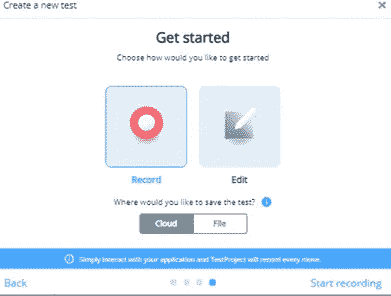 Create a new test
Get started
Choose how would you like to get started
Record Edit
Where would you like to save the test?
Cloud File
Simply interact with your application and TestProject will record every move.
Back Start recording